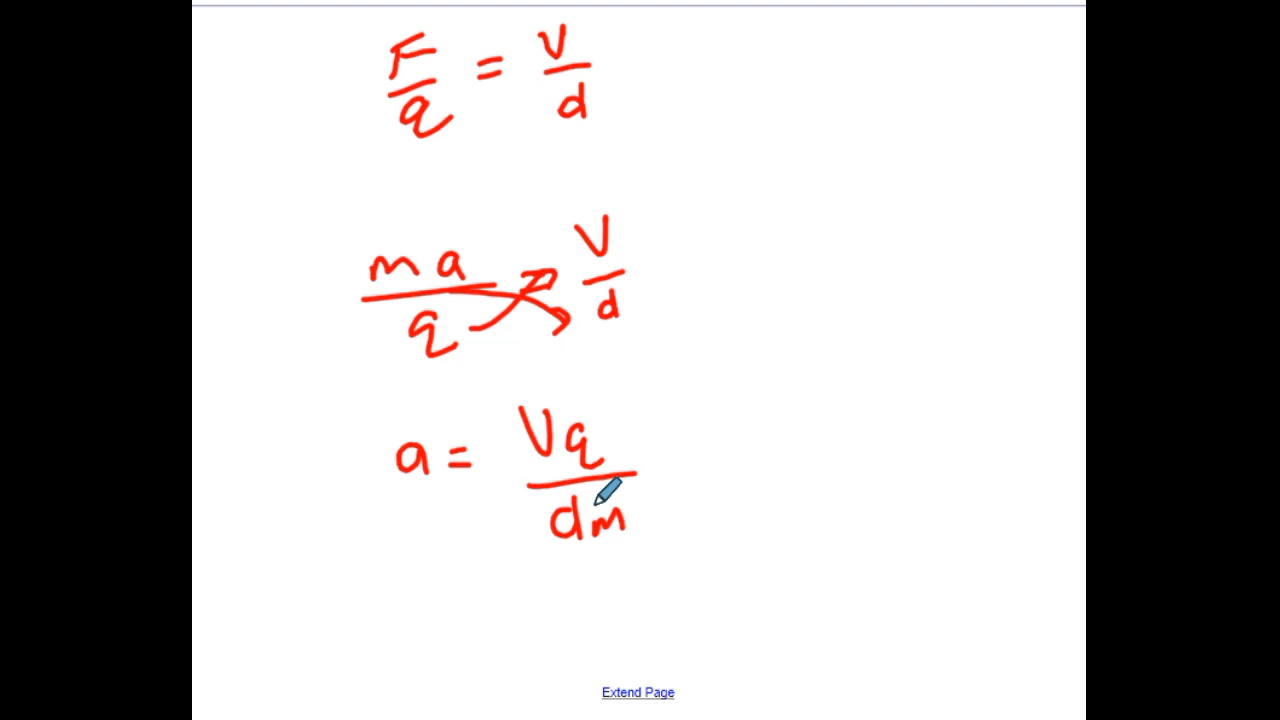 F/q = V/d
ma/q V/d
a = Vq/dm
Extend Page